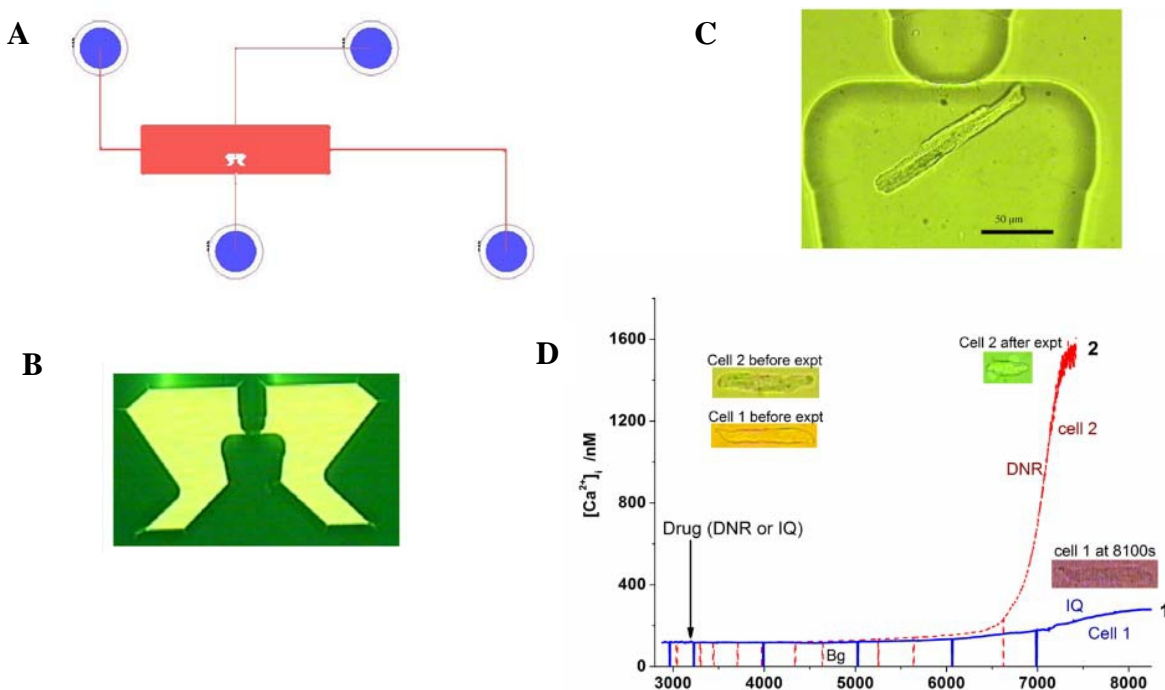 A
B
C
50 µm
D
1600
1200
800
400
0
[Ca²⁺]ᵢ /nM
Cell 2 before expt
Cell 1 before expt
Cell 2 after expt
2
cell 2
DNR
Drug (DNR or IQ)
cell 1 at 8100s
IQ
1
Cell 1
Bg
3000 4000 5000 6000 7000 8000